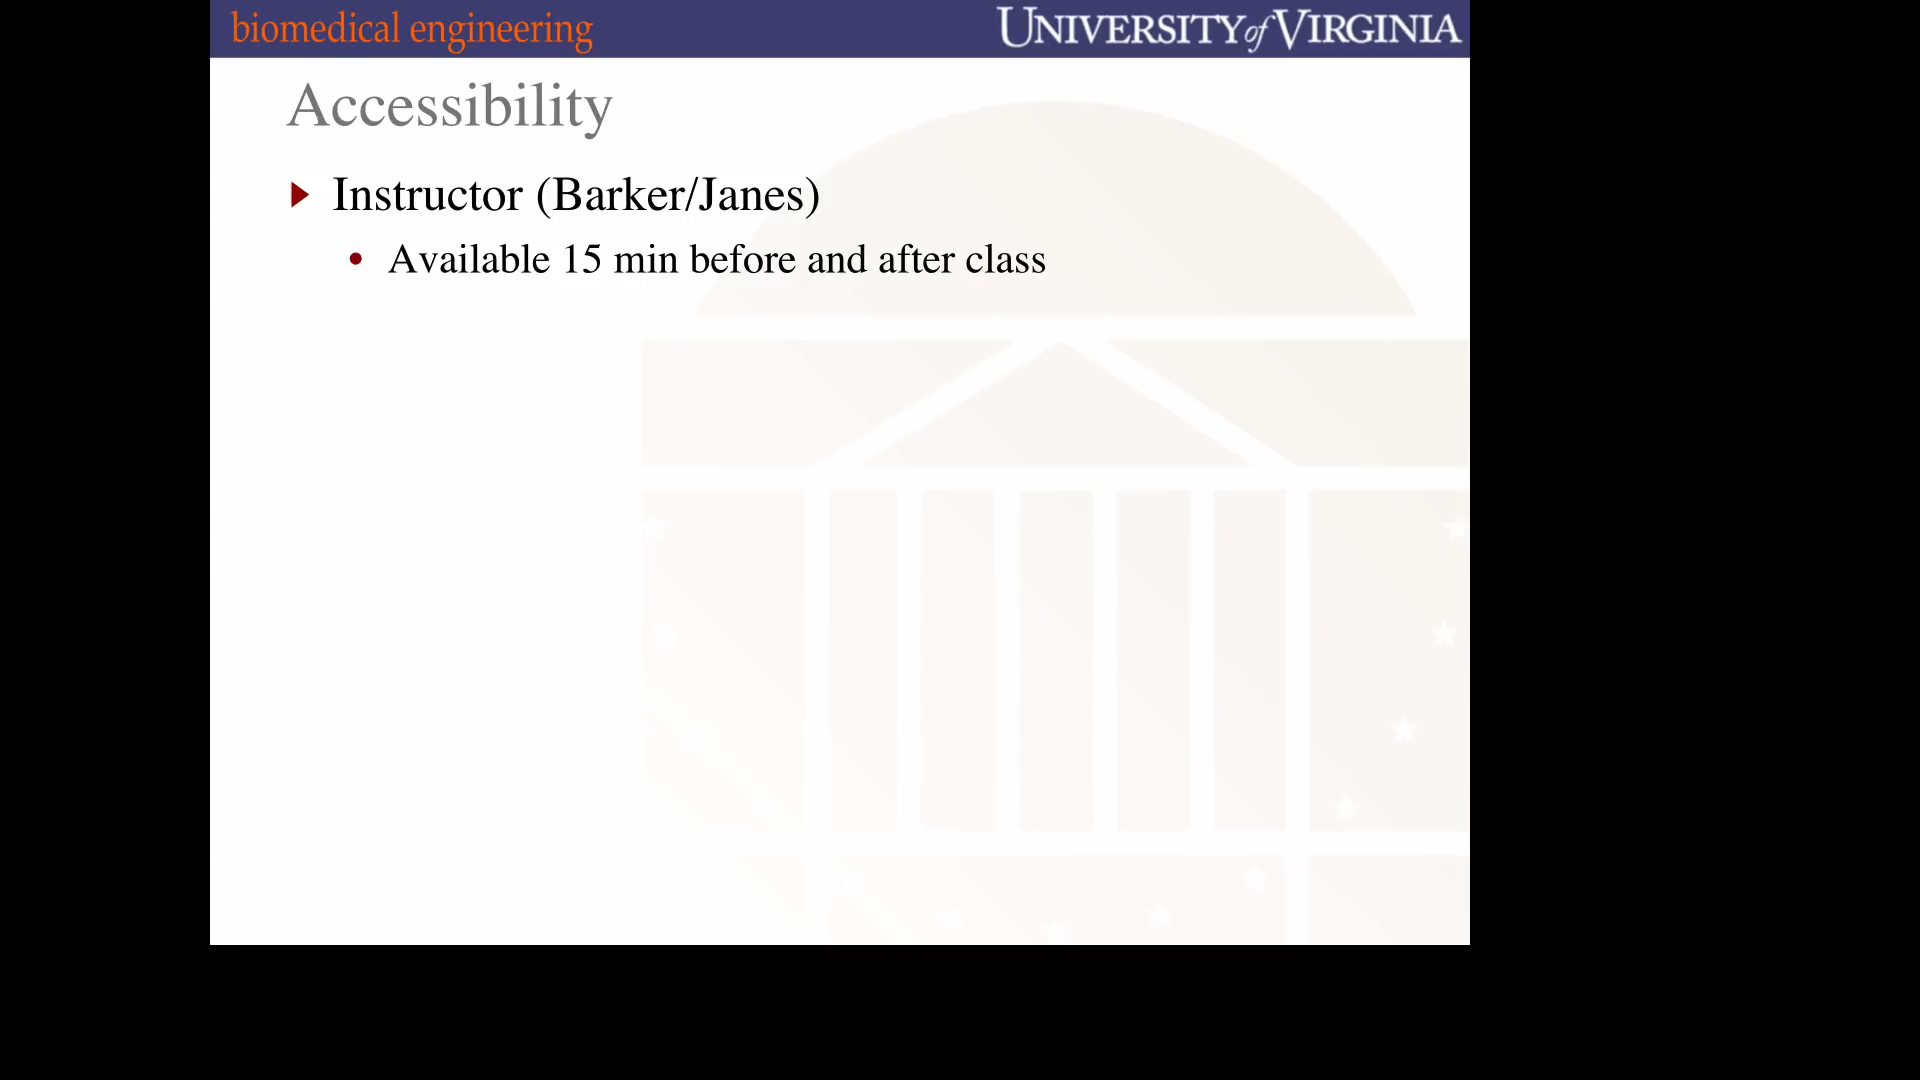 biomedical engineering
UNIVERSITY of VIRGINIA
Accessibility
Instructor (Barker/Janes)
Available 15 min before and after class